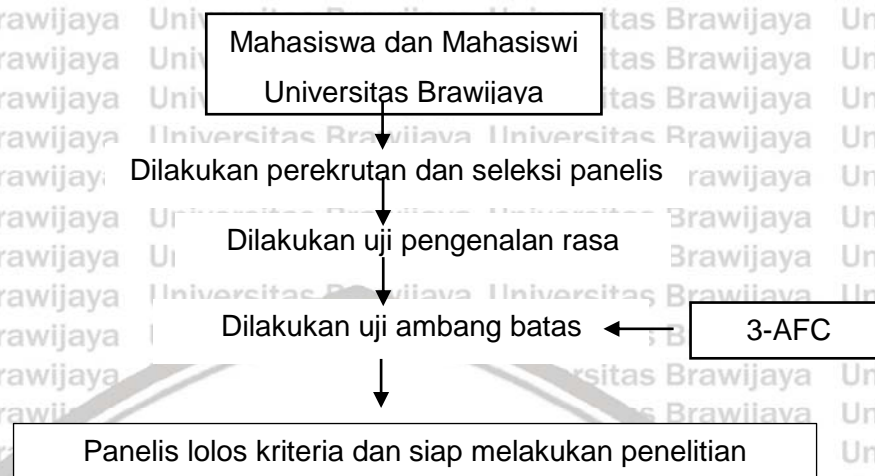 Mahasiswa dan Mahasiswi
Universitas Brawijaya
Dilakukan perekrutan dan seleksi panelis
Dilakukan uji pengenalan rasa
Dilakukan uji ambang batas
3-AFC
Panelis lolos kriteria dan siap melakukan penelitian